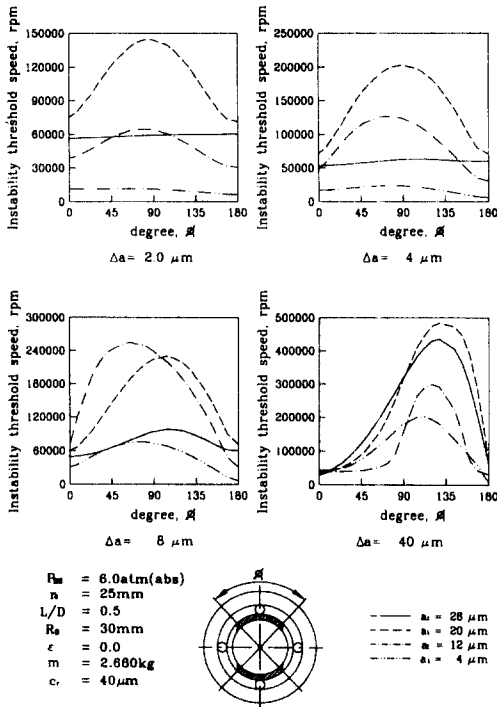 Instability threshold speed, rpm
150000
120000
90000
60000
30000
0
0 45 90 135 180
degree, ϕ
Δa= 2.0 μm
Instability threshold speed, rpm
250000
200000
150000
100000
50000
0
0 45 90 135 180
degree, ϕ
Δa= 4 μm
Instability threshold speed, rpm
300000
240000
180000
120000
60000
0
0 45 90 135 180
degree, ϕ
Δa= 8 μm
Instability threshold speed, rpm
500000
400000
300000
200000
100000
0
0 45 90 135 180
degree, ϕ
Δa= 40 μm
= 6.0atm(abs)
= 25mm
L/D = 0.5
= 30mm
ε = 0.0
m = 2.660kg
cr = 40μm
ϕ
= 28 μm
= 20 μm
= 12 μm
= 4 μm